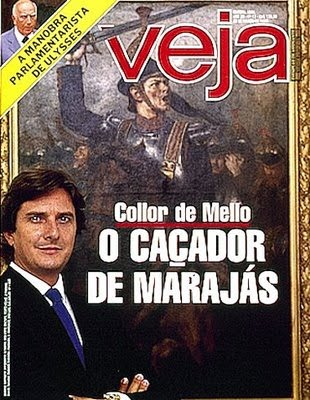 A MANOBRA
PARLAMENTARISTA
DE ULYSSES
veja
Collor de Mello
O CAÇADOR
DE MARAJÁS